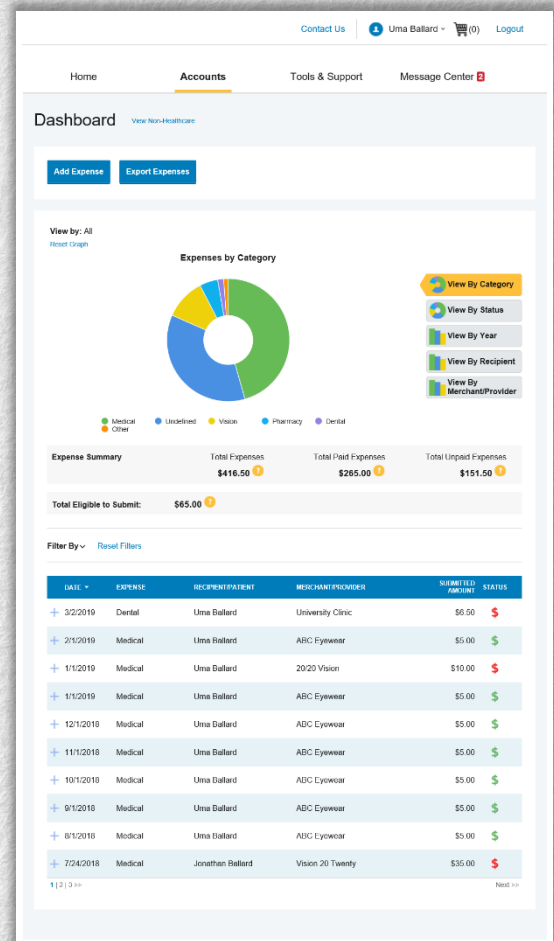 Contact Us Uma Ballard (0) Logout
Home Accounts Tools & Support Message Center 2
Dashboard View Non-Healthcare
Add Expense Export Expenses
View by: All
Reset Graph
Expenses by Category
View By Category
View By Status
View By Year
View By Recipient
View By
Merchant/Provider
Medical Undefined Vision Pharmacy Dental
Other
Expense Summary Total Expenses Total Paid Expenses Total Unpaid Expenses
$416.50 ? $265.00 ? $151.50 ?
Total Eligible to Submit: $65.00 ?
Filter By Reset Filters
DATE EXPENSE RECIPIENT/PATIENT MERCHANT/PROVIDER SUBMITTED AMOUNT STATUS
+ 3/2/2019 Dental Uma Ballard University Clinic $6.50 $
+ 2/1/2019 Medical Uma Ballard ABC Eyewear $5.00 $
+ 1/1/2019 Medical Uma Ballard 20/20 Vision $10.00 $
+ 1/1/2019 Medical Uma Ballard ABC Eyewear $5.00 $
+ 12/1/2018 Medical Uma Ballard ABC Eyewear $5.00 $
+ 11/1/2018 Medical Uma Ballard ABC Eyewear $5.00 $
+ 10/1/2018 Medical Uma Ballard ABC Eyewear $5.00 $
+ 9/1/2018 Medical Uma Ballard ABC Eyewear $5.00 $
+ 8/1/2018 Medical Uma Ballard ABC Eyewear $5.00 $
+ 7/24/2018 Medical Jonathan Ballard Vision 20 Twenty $35.00 $
1 | 2 | 3 >> Next >>